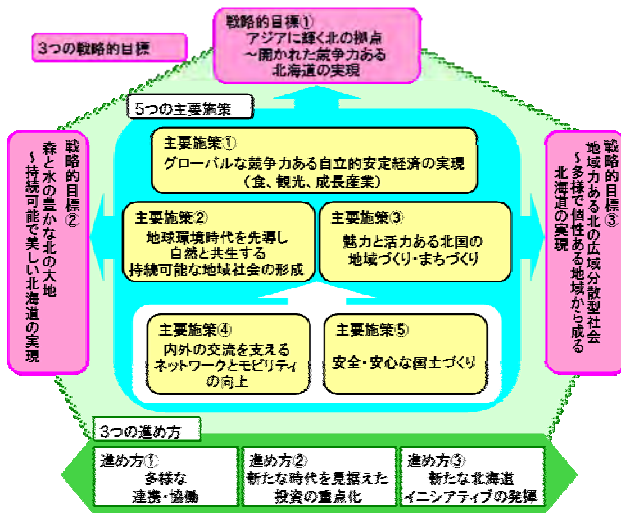 戦略的目標①
アジアに輝く北の拠点
～開かれた競争力ある
北海道の実現
3つの戦略的目標
5つの主要施策
主要施策①
グローバルな競争力ある自立的安定経済の実現
（食、観光、成長産業）
戦略的目標②
森と水の豊かな北の大地
～持続可能で美しい北海道の実現
主要施策②
地球環境時代を先導し
自然と共生する
持続可能な地域社会の形成
主要施策③
魅力と活力ある北国の
地域づくり・まちづくり
戦略的目標③
地域力ある北の広域分散型社会
～多様で個性ある地域から成る
北海道の実現
主要施策④
内外の交流を支える
ネットワークとモビリティ
の向上
主要施策⑤
安全・安心な国土づくり
3つの進め方
進め方①
多様な
連携・協働
進め方②
新たな時代を見据えた
投資の重点化
進め方③
新たな北海道
イニシアティブの発揮